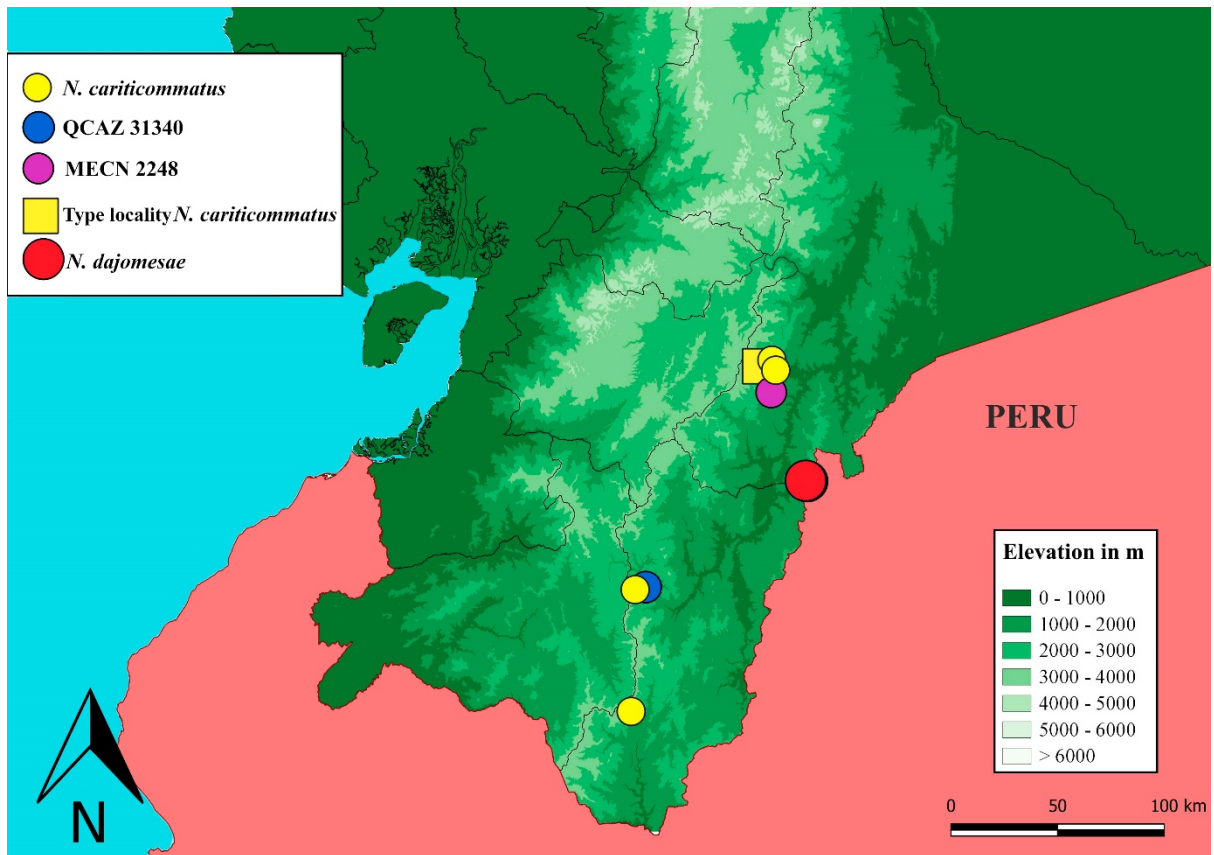 N. cariticommatus
QCAZ 31340
MECN 2248
Type locality N. cariticommatus
N. dajomesae
PERU
Elevation in m
0 - 1000
1000 - 2000
2000 - 3000
3000 - 4000
4000 - 5000
5000 - 6000
> 6000
N
0 50 100 km